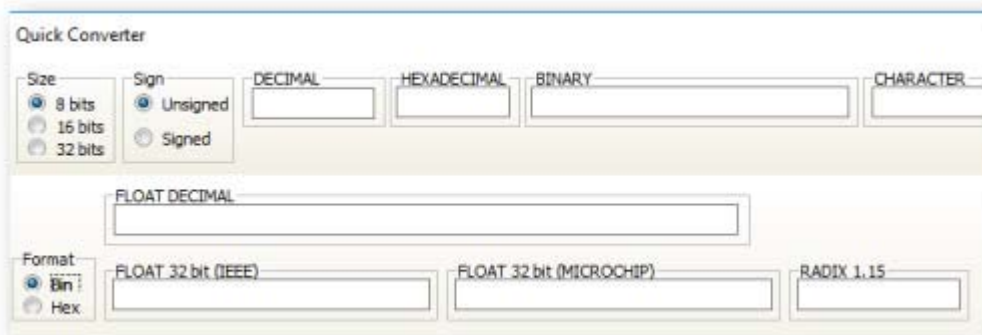 Quick Converter
Size Sign DECIMAL HEXADECIMAL BINARY CHARACTER
8 bits Unsigned
16 bits
Signed
32 bits
FLOAT DECIMAL
Format
FLOAT 32 bit (IEEE) FLOAT 32 bit (MICROCHIP) RADIX 1.15
Bin
Hex